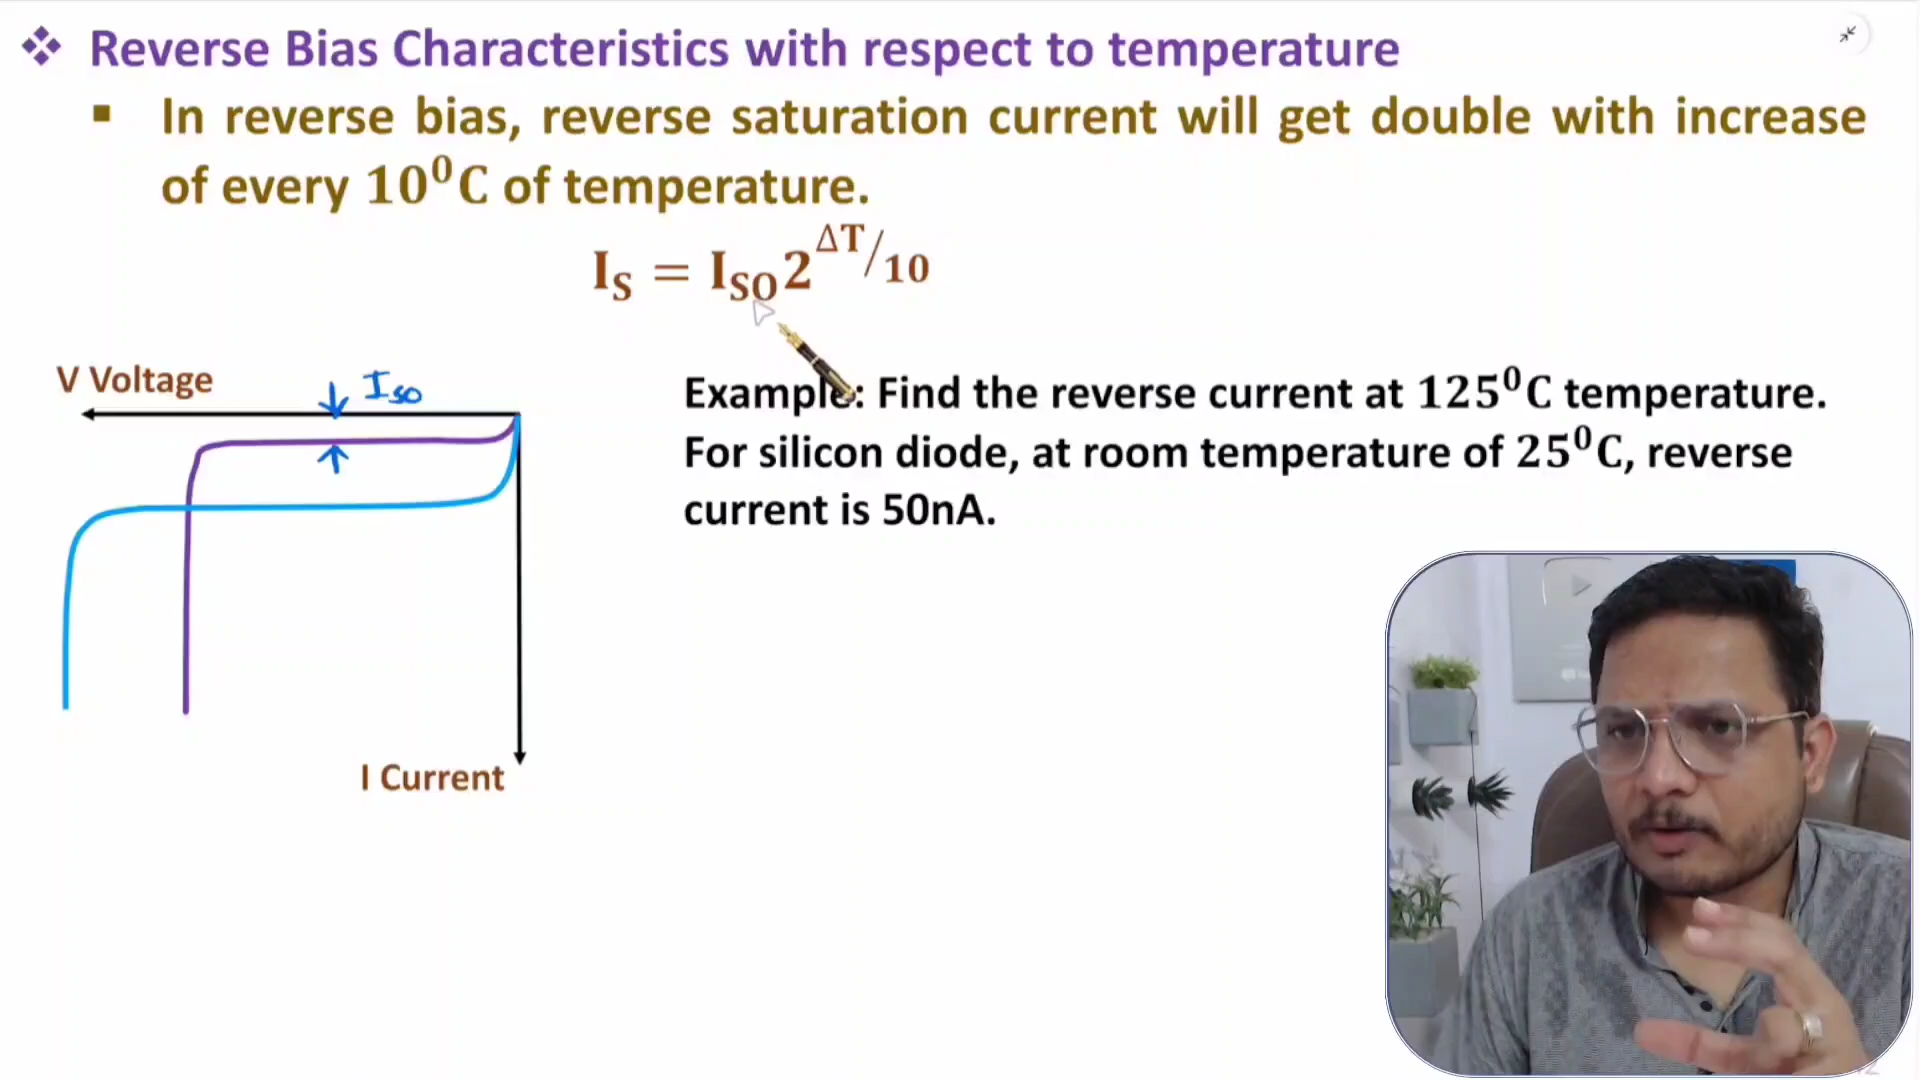 ❖ Reverse Bias Characteristics with respect to temperature
▪ In reverse bias, reverse saturation current will get double with increase
of every 10⁰C of temperature.
I_S = I_SO 2^(ΔT/10)
V Voltage
I_SO
Example: Find the reverse current at 125⁰C temperature.
For silicon diode, at room temperature of 25⁰C, reverse
current is 50nA.
I Current